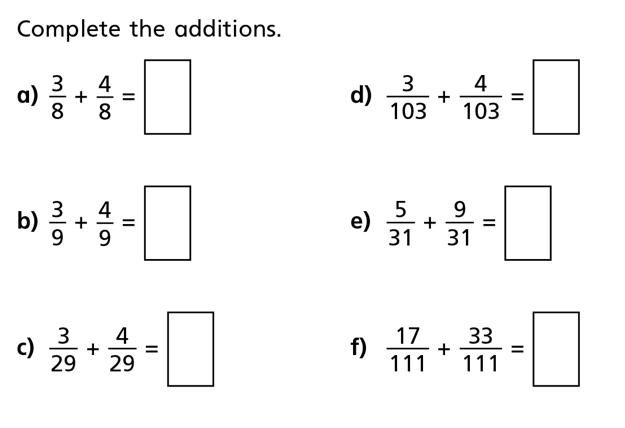 Complete the additions.
a) 3/8 + 4/8 =
d) 3/103 + 4/103 =
b) 3/9 + 4/9 =
e) 5/31 + 9/31 =
c) 3/29 + 4/29 =
f) 17/111 + 33/111 =